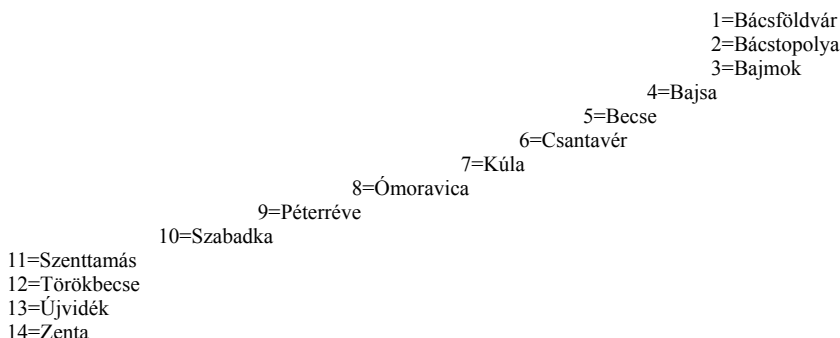 1=Bácsföldvár
2=Bácstopolya
3=Bajmok
4=Bajsa
5=Becse
6=Csantavér
7=Kúla
8=Ómoravica
9=Péterréve
10=Szabadka
11=Szenttamás
12=Törökbecse
13=Újvidék
14=Zenta